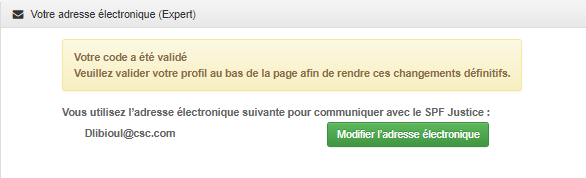 Votre adresse électronique (Expert)
Votre code a été validé
Veuillez valider votre profil au bas de la page afin de rendre ces changements définitifs.
Vous utilisez l'adresse électronique suivante pour communiquer avec le SPF Justice :
Dlibioul@csc.com
Modifier l'adresse électronique